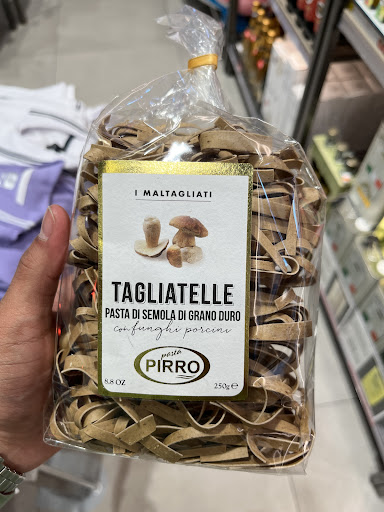 I MALTAGLIATI
TAGLIATELLE
PASTA DI SEMOLA DI GRANO DURO
con funghi porcini
pasta
PIRRO
8.8 OZ 250g e